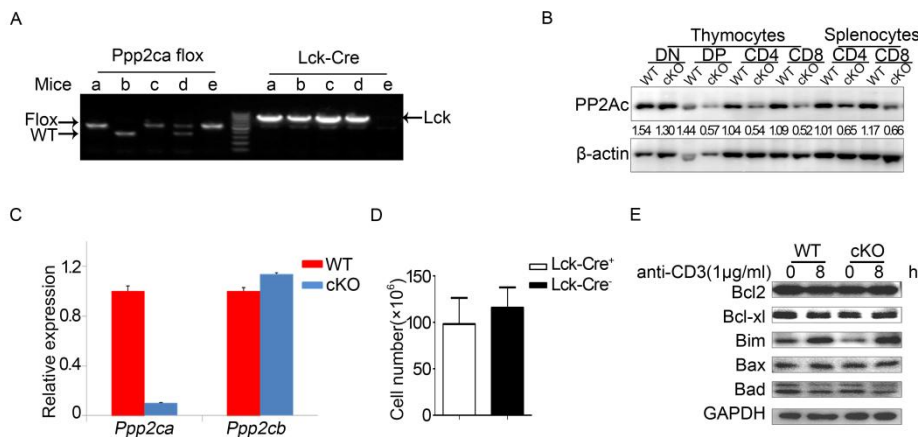 A
Ppp2ca flox
Lck-Cre
Mice a b c d e a b c d e
Flox
WT
Lck
B
Thymocytes Splenocytes
DN DP CD4 CD8 CD4 CD8
WT cKO WT cKO WT cKO WT cKO WT cKO WT cKO
PP2Ac
1.54 1.30 1.44 0.57 1.04 0.54 1.09 0.52 1.01 0.65 1.17 0.66
β-actin
C
Relative expression
1.2
0.8
0.4
0
Ppp2ca Ppp2cb
WT
cKO
D
Cell number(×10⁶)
150
100
50
0
Lck-Cre⁺
Lck-Cre⁻
E
WT cKO
anti-CD3(1μg/ml) 0 8 0 8 h
Bcl2
Bcl-xl
Bim
Bax
Bad
GAPDH